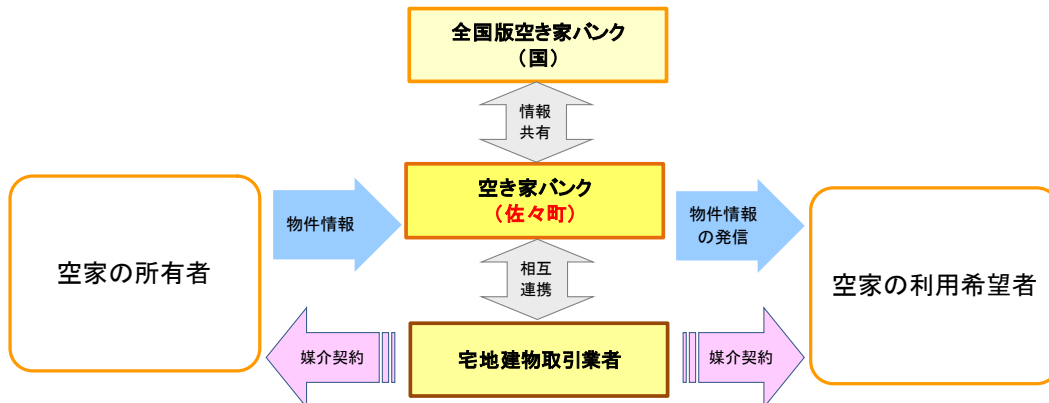 全国版空き家バンク
（国）
情報
共有
空き家バンク
（佐々町）
物件情報
物件情報
の発信
空家の所有者
相互
連携
空家の利用希望者
媒介契約
宅地建物取引業者
媒介契約